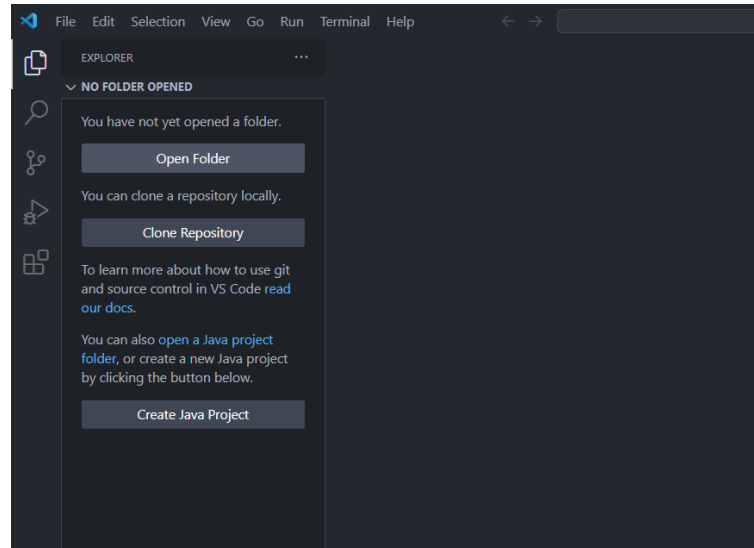 File Edit Selection View Go Run Terminal Help
EXPLORER
NO FOLDER OPENED
You have not yet opened a folder.
Open Folder
You can clone a repository locally.
Clone Repository
To learn more about how to use git
and source control in VS Code read
our docs.
You can also open a Java project
folder, or create a new Java project
by clicking the button below.
Create Java Project